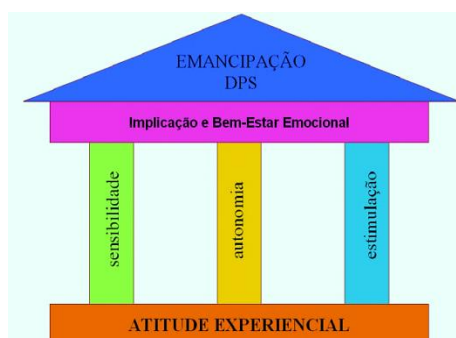 EMANCIPAÇÃO
DPS
Implicação e Bem-Estar Emocional
sensibilidade
autonomia
estimulação
ATITUDE EXPERIENCIAL